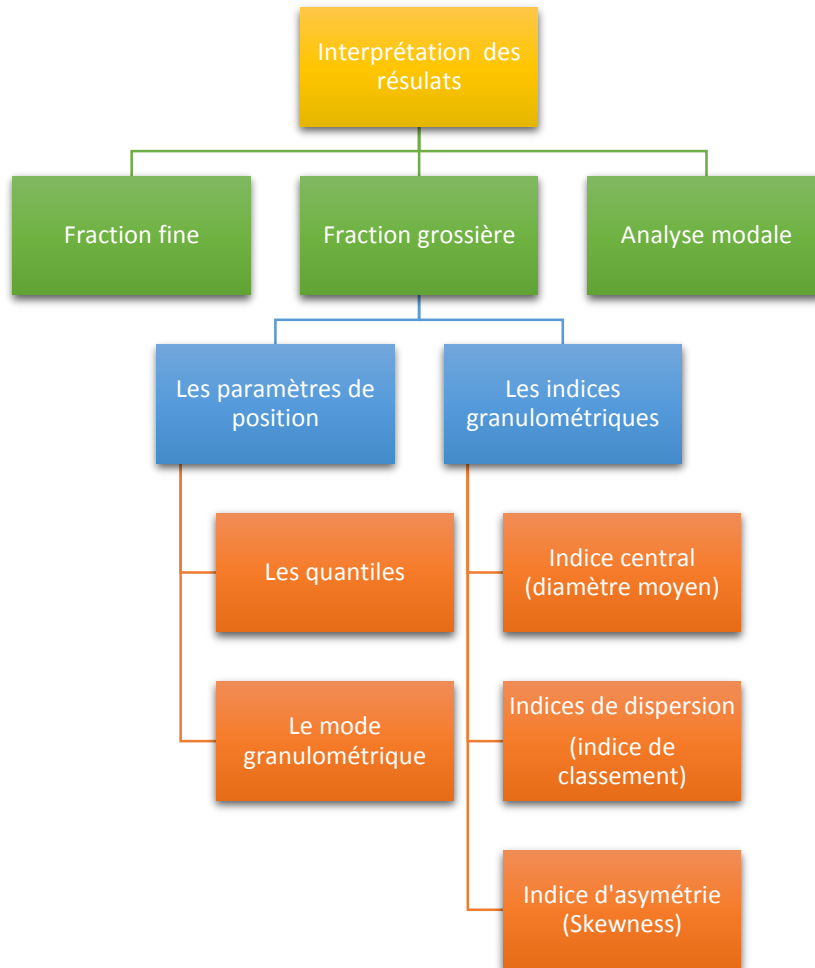 Interprétation des
résulats
Fraction fine
Fraction grossière
Analyse modale
Les paramètres de
position
Les indices
granulométriques
Les quantiles
Indice central
(diamètre moyen)
Le mode
granulométrique
Indices de dispersion
(indice de
classement)
Indice d'asymétrie
(Skewness)